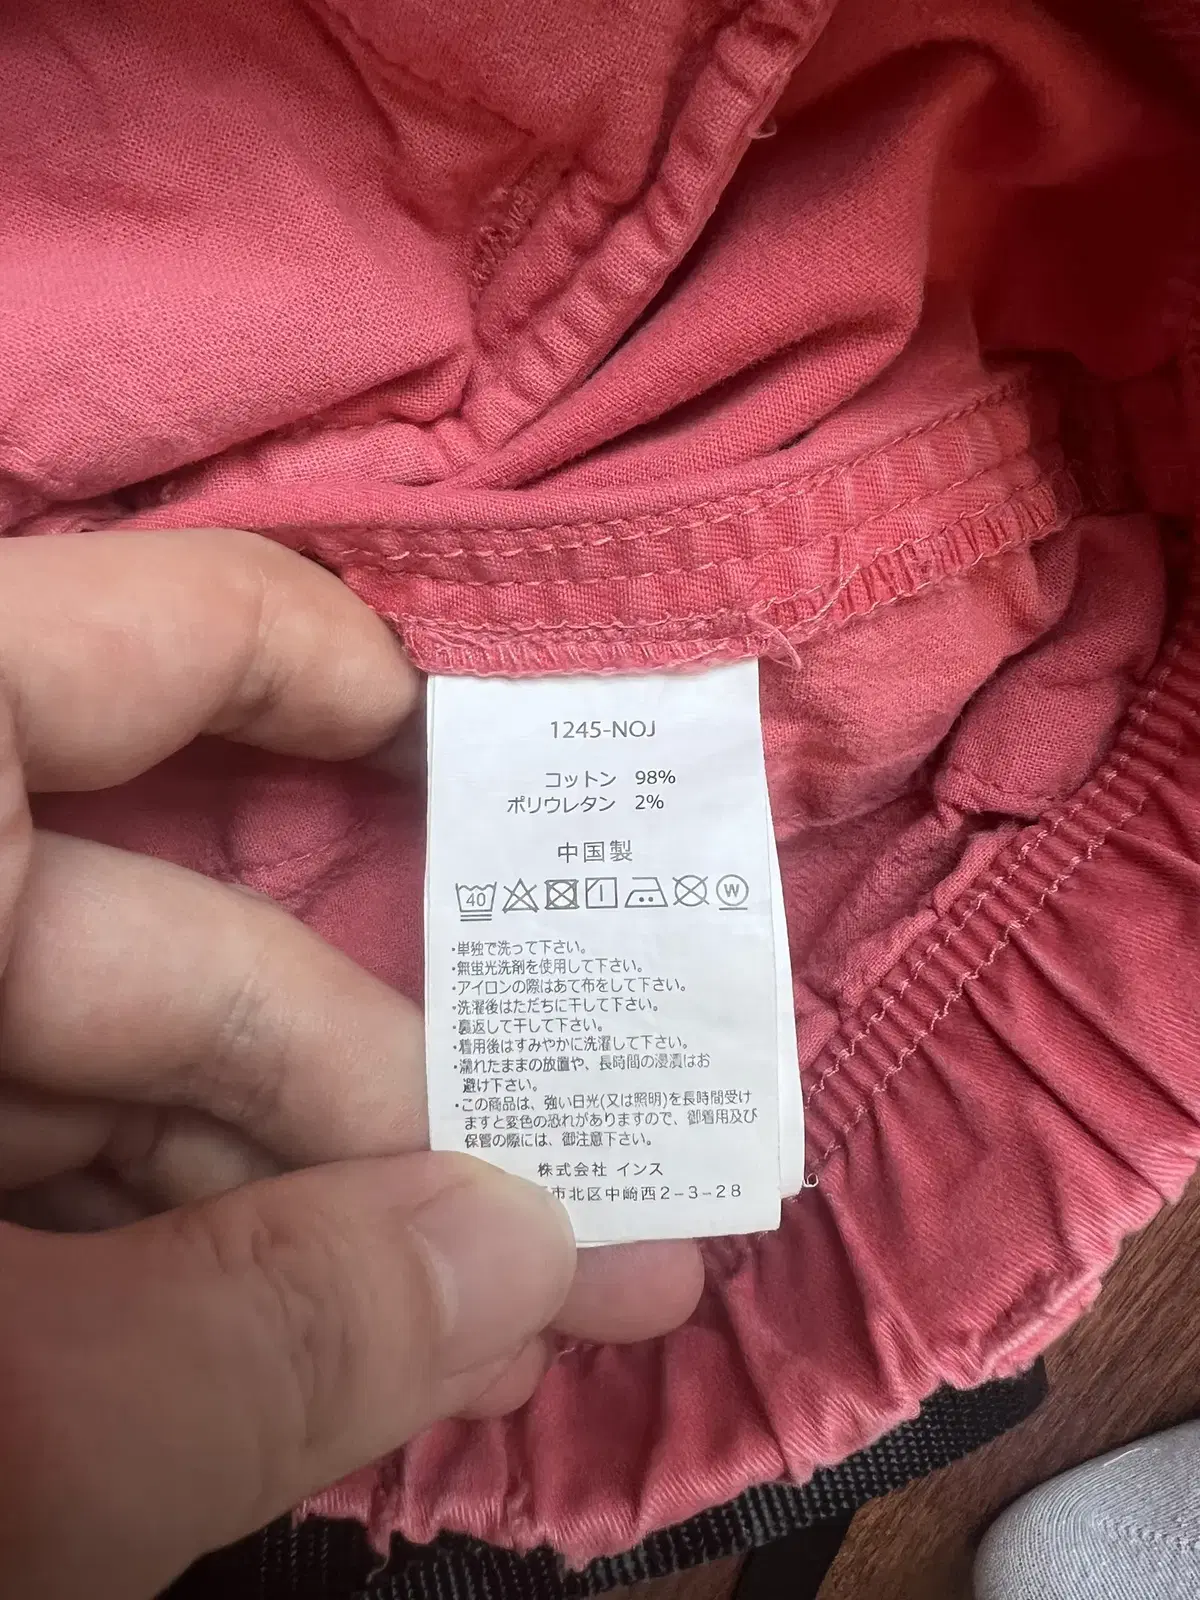 1245-NOJ
コットン 98%
ポリウレタン 2%
中国製
40
W
・単独で洗って下さい。
・無蛍光洗剤を使用して下さい。
・アイロンの際はあて布をして下さい。
・洗濯後はただちに干して下さい。
・裏返して干して下さい。
・着用後はすみやかに洗濯して下さい。
・濡れたままの放置や、長時間の浸漬はお
避け下さい。
・この商品は、強い日光(又は照明)を長時間受け
ますと変色の恐れがありますので、御着用及び
保管の際には、御注意下さい。
株式会社 インス
市北区中崎西2-3-28